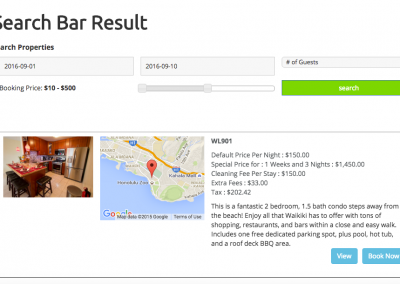 Search Bar Result
earch Properties
2016-09-01
2016-09-10
# of Guests
Booking Price: $10 - $500
search
WL901
Default Price Per Night : $150.00
Special Price for : 1 Weeks and 3 Nights : $1,450.00
Cleaning Fee Per Stay : $150.00
Extra Fees : $33.00
Tax : $202.42
This is a fantastic 2 bedroom, 1.5 bath condo steps away from
the beach! Enjoy all that Waikiki has to offer with tons of
shopping, restaurants, and bars within a close and easy walk.
Includes one free dedicated parking spot, plus pool, hot tub,
and a roof deck BBQ area.
Honolulu Zoo
Kahala Mall
Google
Map data ©2016 Google
Terms of Use
View
Book Now